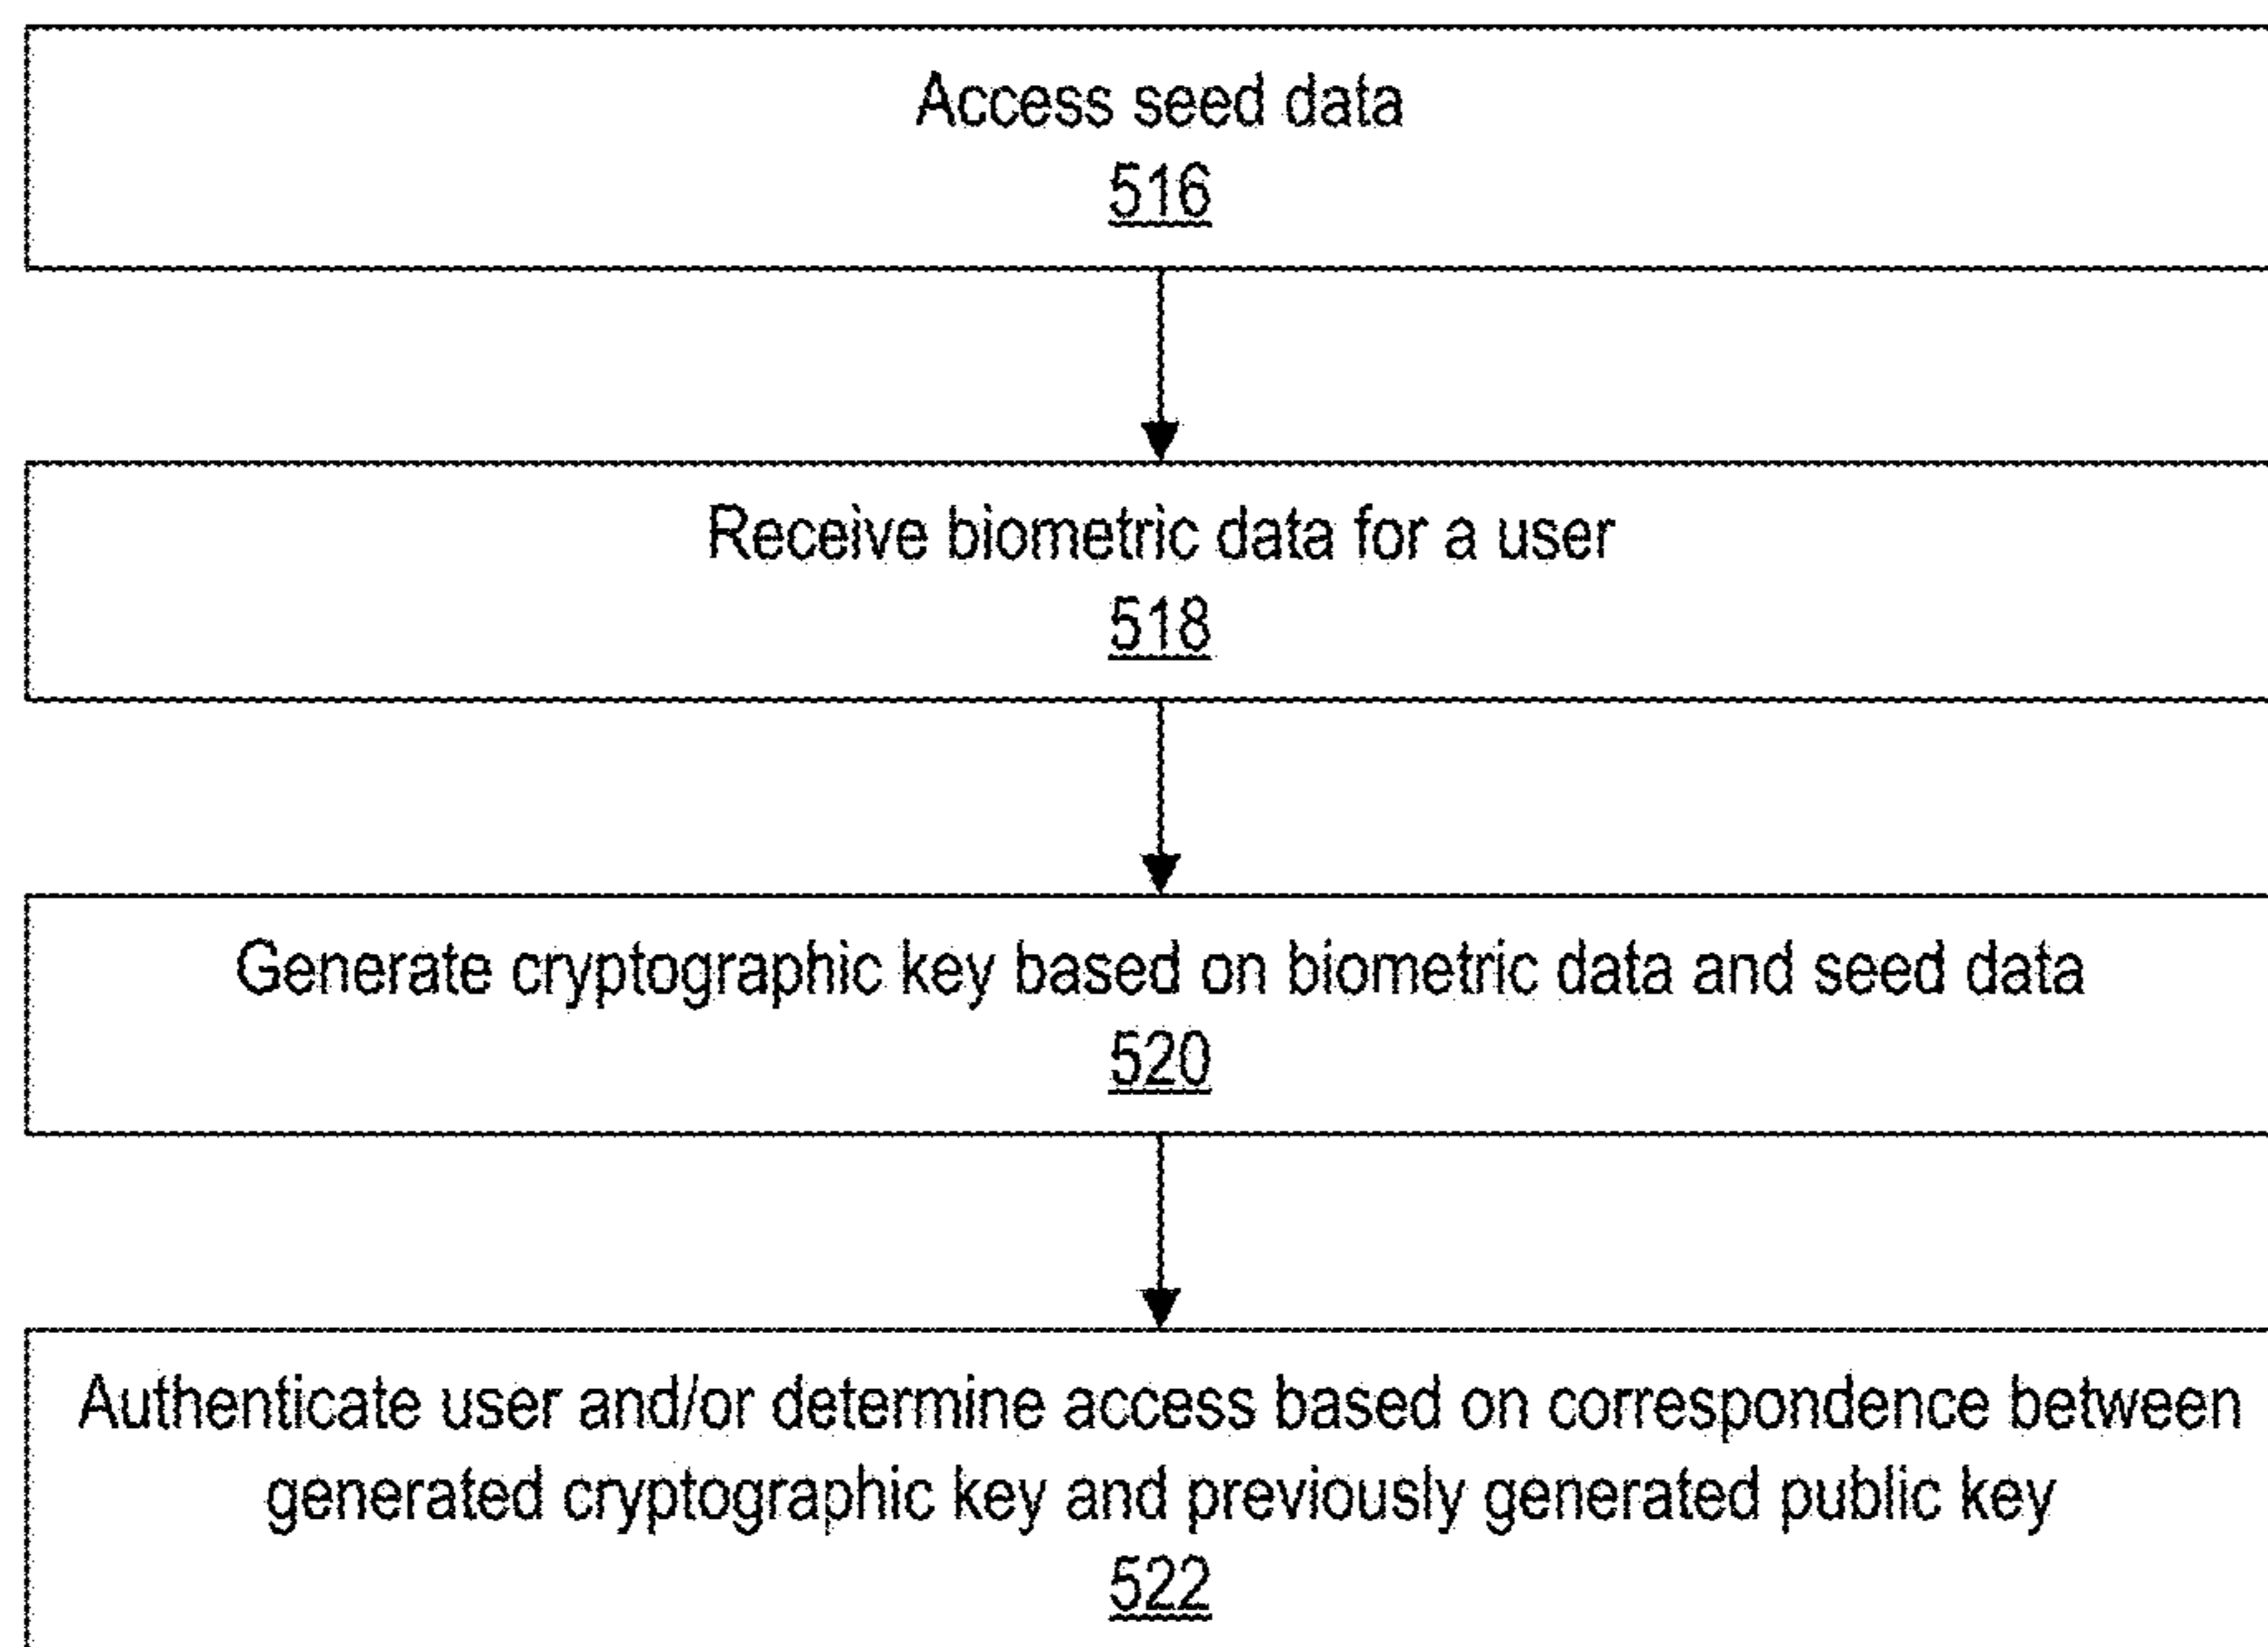 Access seed data
516
Receive biometric data for a user
518
Generate cryptographic key based on biometric data and seed data
520
Authenticate user and/or determine access based on correspondence between
generated cryptographic key and previously generated public key
522